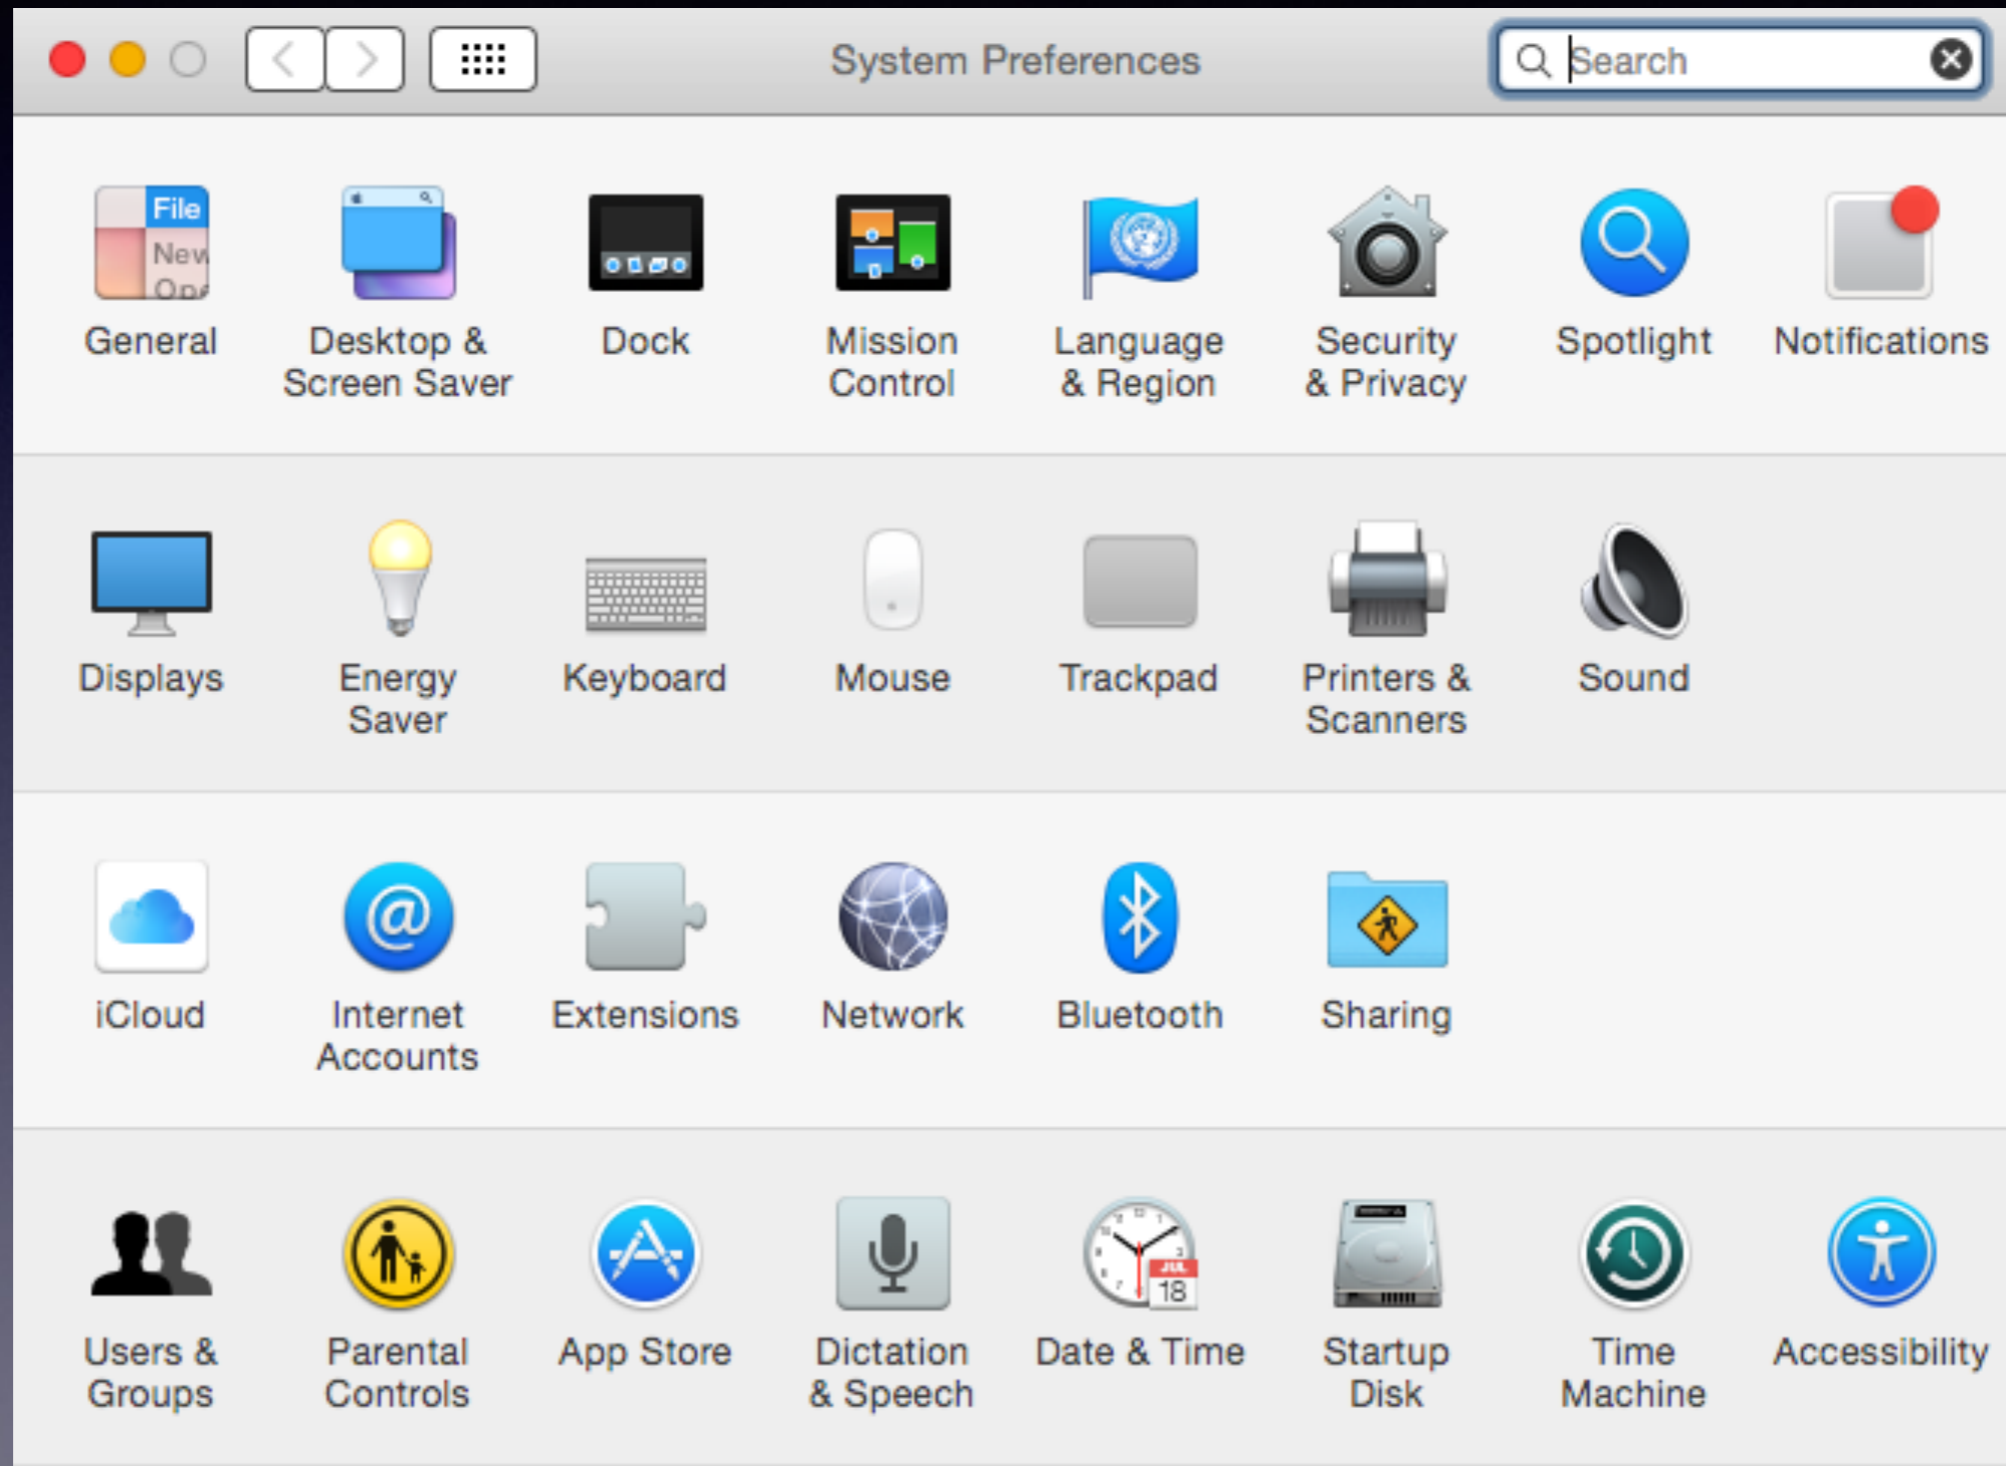 System Preferences
Search
File
New
Ope
General
Desktop &
Screen Saver
Dock
Mission
Control
Language
& Region
Security
& Privacy
Spotlight
Notifications
Displays
Energy
Saver
Keyboard
Mouse
Trackpad
Printers &
Scanners
Sound
iCloud
@
Internet
Accounts
Extensions
Network
Bluetooth
Sharing
Users &
Groups
Parental
Controls
App Store
Dictation
& Speech
JUL
18
Date & Time
Startup
Disk
Time
Machine
Accessibility